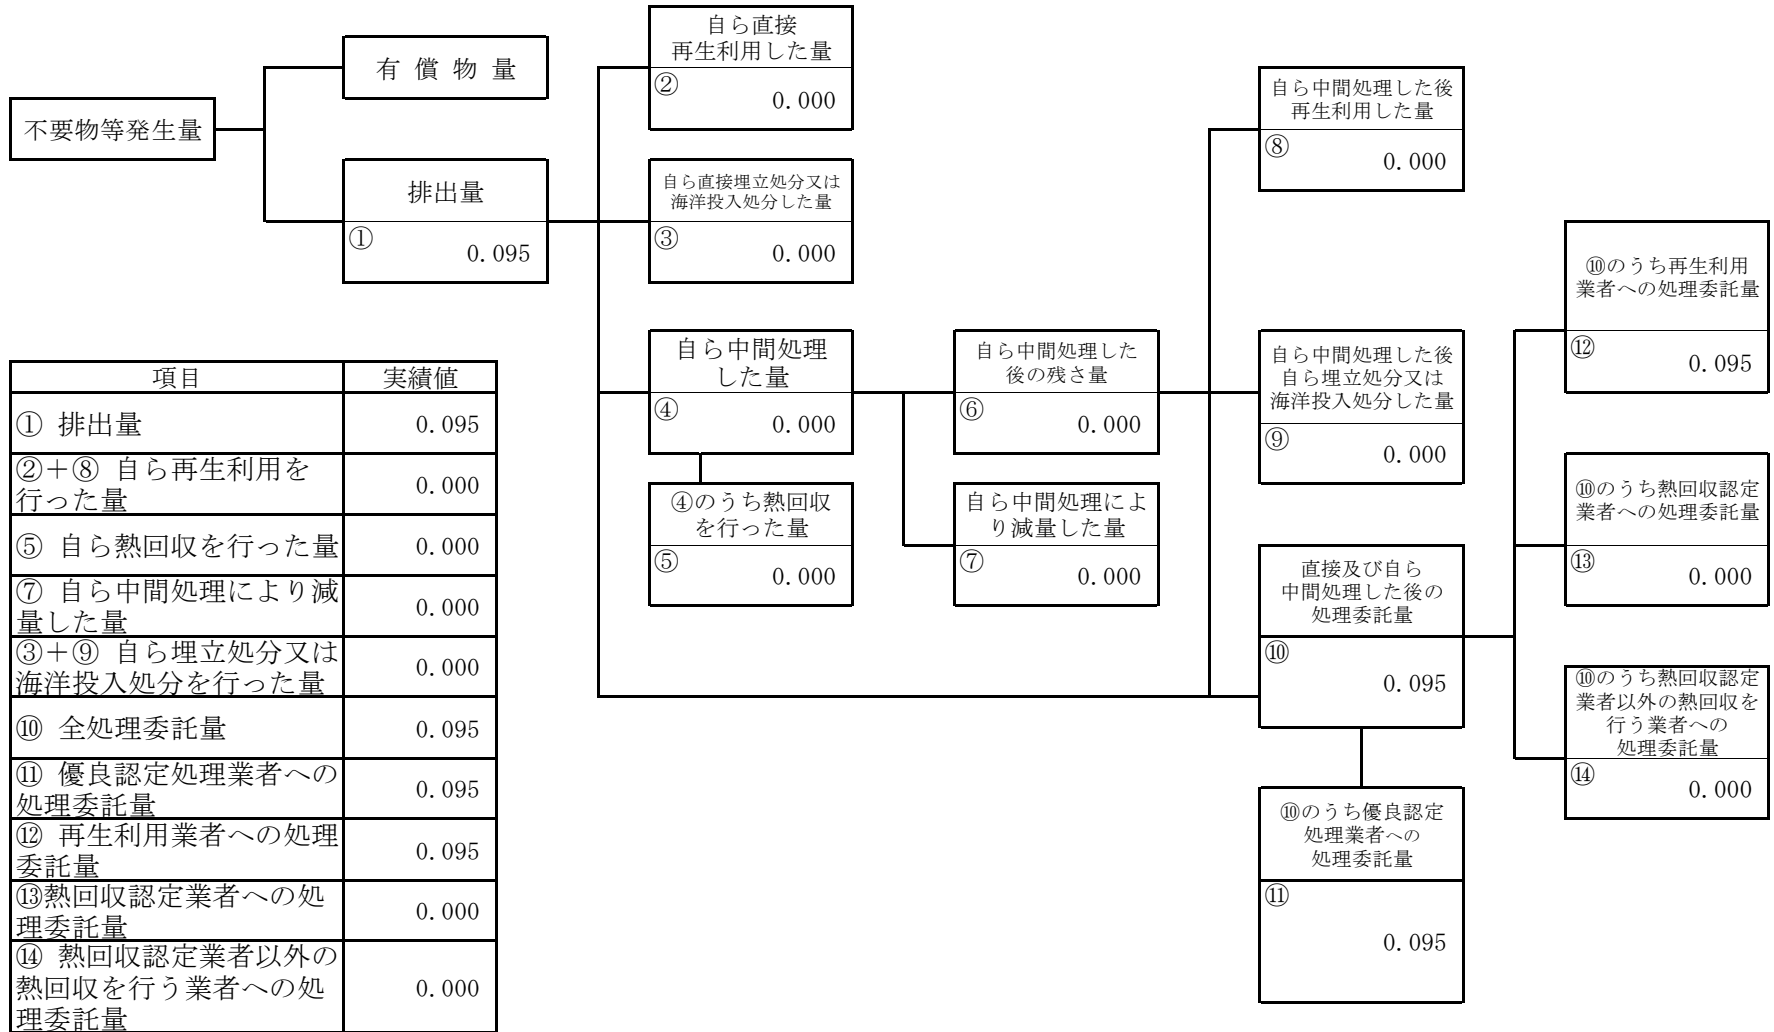 不要物等発生量
有 償 物 量
排出量
①
0.095
自ら直接
再生利用した量
②
0.000
自ら直接埋立処分又は
海洋投入処分した量
③
0.000
自ら中間処理
した量
④
0.000
④のうち熱回収
を行った量
⑤
0.000
自ら中間処理した
後の残さ量
⑥
0.000
自ら中間処理によ
り減量した量
⑦
0.000
自ら中間処理した後
再生利用した量
⑧
0.000
自ら中間処理した後
自ら埋立処分又は
海洋投入処分した量
⑨
0.000
直接及び自ら
中間処理した後の
処理委託量
⑩
0.095
⑩のうち優良認定
処理業者への
処理委託量
⑪
0.095
⑩のうち再生利用
業者への処理委託量
⑫
0.095
⑩のうち熱回収認定
業者への処理委託量
⑬
0.000
⑩のうち熱回収認定
業者以外の熱回収を
行う業者への
処理委託量
⑭
0.000
項目 実績値
① 排出量 0.095
②+⑧ 自ら再生利用を
行った量 0.000
⑤ 自ら熱回収を行った量 0.000
⑦ 自ら中間処理により減
量した量 0.000
③+⑨ 自ら埋立処分又は
海洋投入処分を行った量 0.000
⑩ 全処理委託量 0.095
⑪ 優良認定処理業者への
処理委託量 0.095
⑫ 再生利用業者への処理
委託量 0.095
⑬熱回収認定業者への処
理委託量 0.000
⑭ 熱回収認定業者以外の
熱回収を行う業者への処
理委託量 0.000